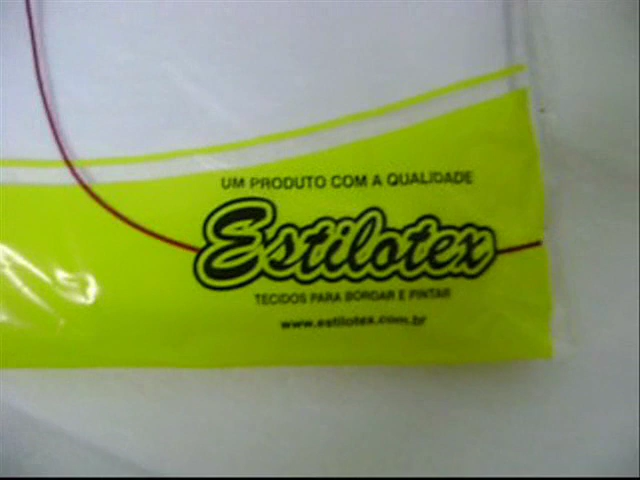 UM PRODUTO COM A QUALIDADE
Estilotex
TECIDOS PARA BORDAR E PINTAR
www.estilotex.com.br